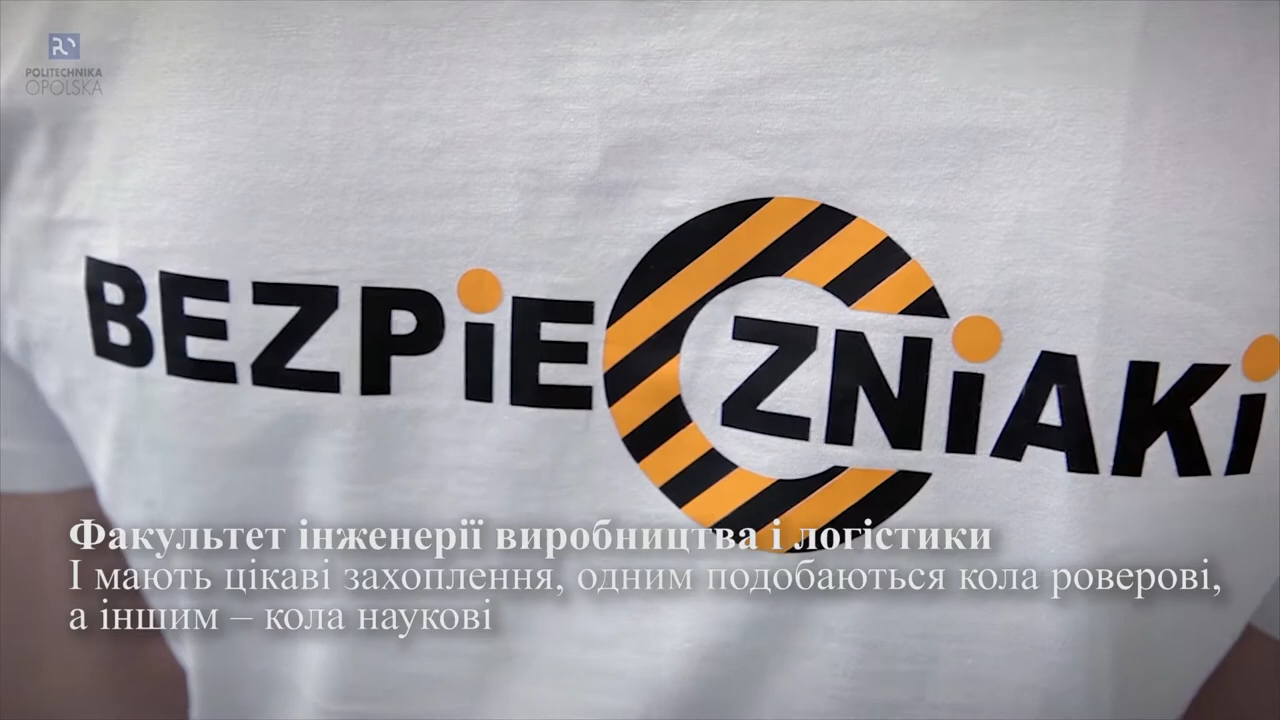 POLITECHNIKA
OPOLSKA
BEZPiECZNiAKi
Факультет інженерії виробництва і логістики
І мають цікаві захоплення, одним подобаються кола роверові,
а іншим – кола наукові